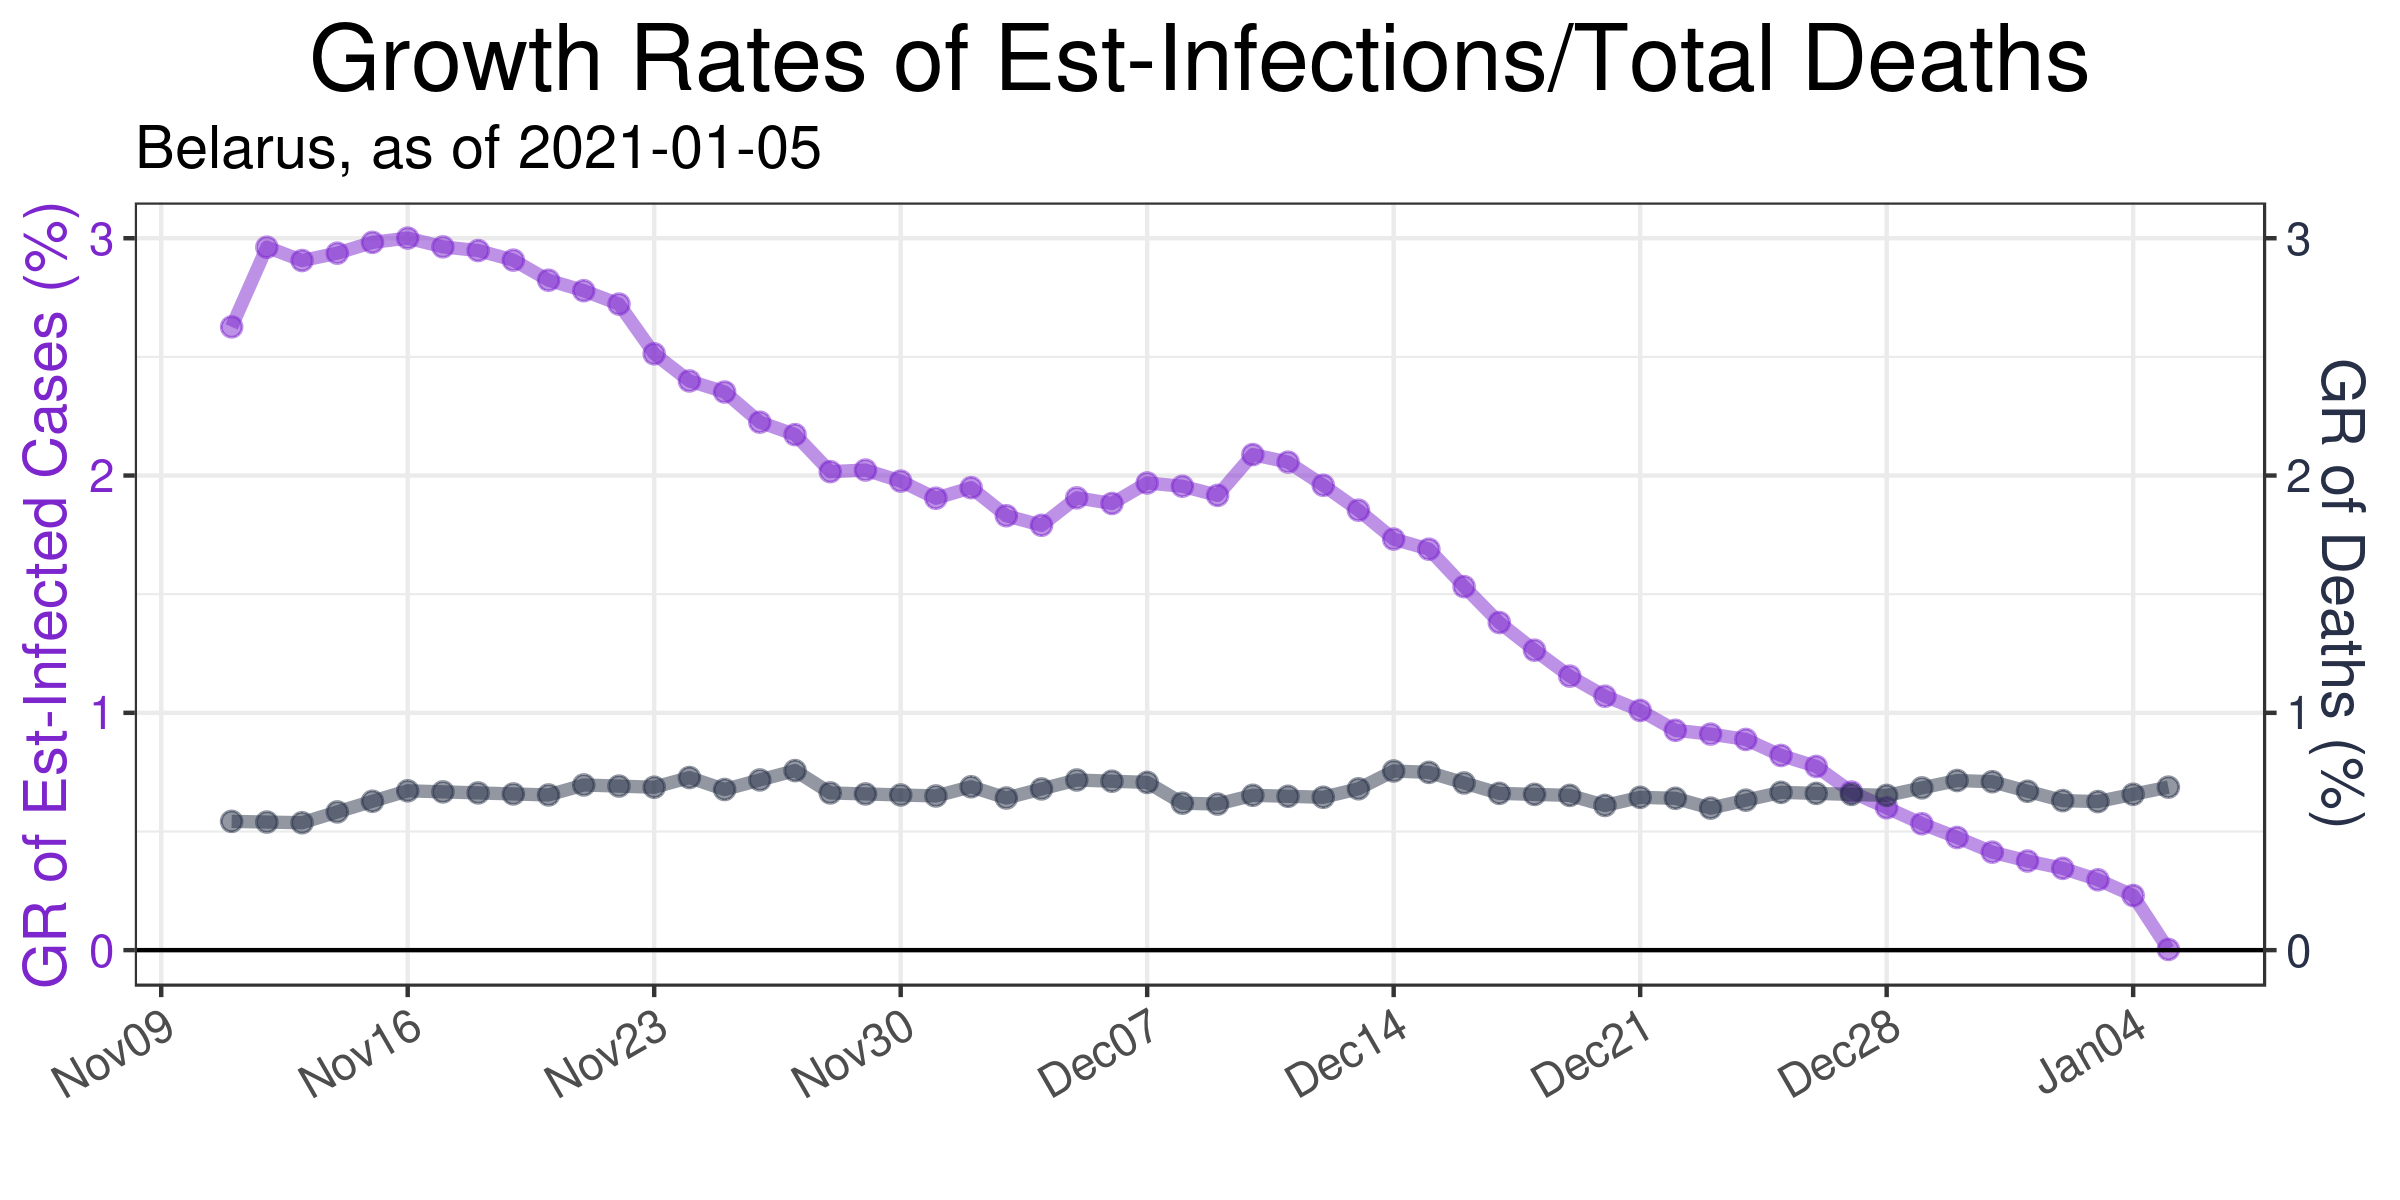 Growth Rates of Est-Infections/Total Deaths
Belarus, as of 2021-01-05
GR of Est-Infected Cases (%)
3
2
1
0
3
2
1
0
GR of Deaths (%)
Nov09
Nov16
Nov23
Nov30
Dec07
Dec14
Dec21
Dec28
Jan04